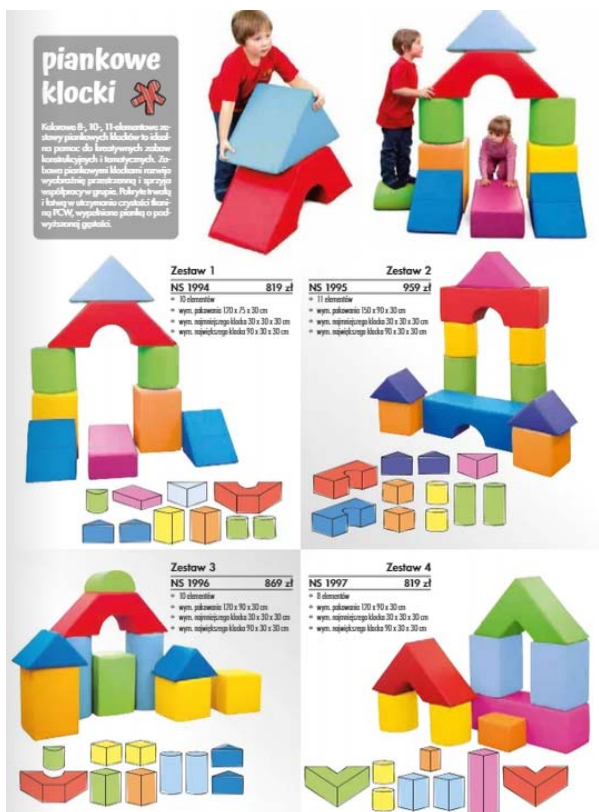 piankowe
klocki
Kolorowe 8-, 10-, 11-elementowe ze-
stawy piankowych klocków to ideal-
na pomoc do kreatywnych zabaw
konstrukcyjnych i tematycznych. Za-
bawa piankowymi klockami rozwija
wyobraźnię przestrzenną i sprzyja
współpracy w grupie. Pokryte trwałą
i łatwą w utrzymaniu czystości tkani-
ną PCW, wypełnione pianką o pod-
wyższonej gęstości.
Zestaw 1
NS 1994 819 zł
10 elementów
wym. pakowania 120 x 75 x 30 cm
wym. najmniejszego klocka 30 x 30 x 30 cm
wym. największego klocka 90 x 30 x 30 cm
Zestaw 2
NS 1995 959 zł
11 elementów
wym. pakowania 150 x 90 x 30 cm
wym. najmniejszego klocka 30 x 30 x 30 cm
wym. największego klocka 90 x 30 x 30 cm
Zestaw 3
NS 1996 869 zł
10 elementów
wym. pakowania 120 x 90 x 30 cm
wym. najmniejszego klocka 30 x 30 x 30 cm
wym. największego klocka 90 x 30 x 30 cm
Zestaw 4
NS 1997 819 zł
8 elementów
wym. pakowania 120 x 90 x 30 cm
wym. najmniejszego klocka 30 x 30 x 30 cm
wym. największego klocka 90 x 30 x 30 cm